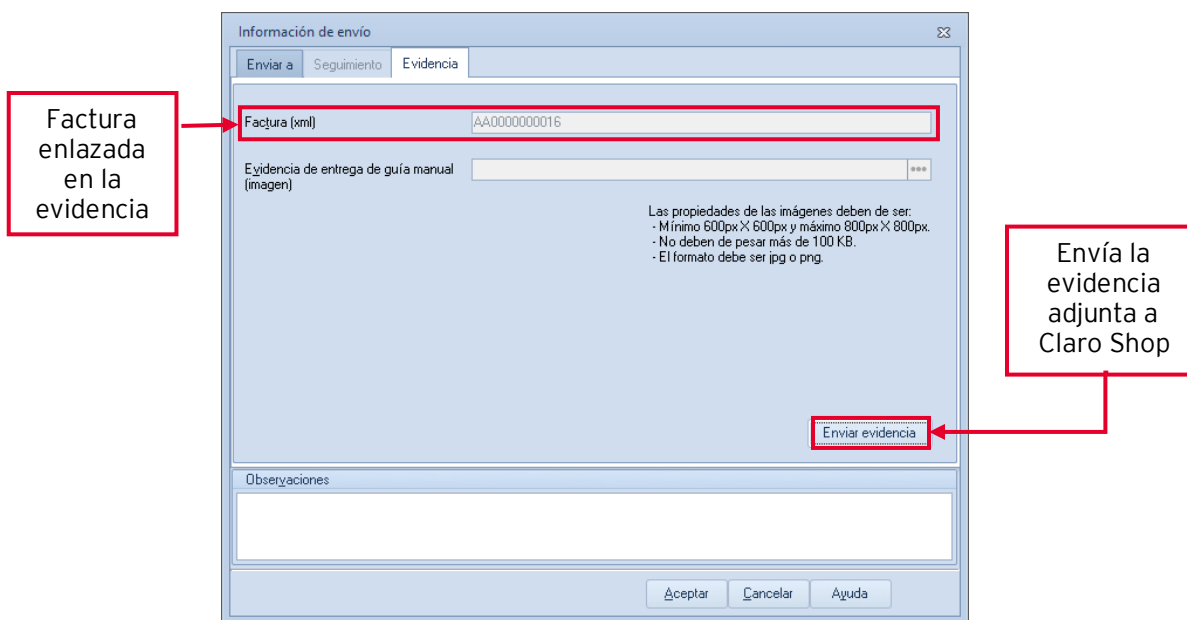 Información de envío
Enviar a
Seguimiento
Evidencia
Factura
enlazada
en la
evidencia
Factura (xml)
AA0000000016
Evidencia de entrega de guía manual
(imagen)
Las propiedades de las imágenes deben de ser:
- Mínimo 600px X 600px y máximo 800px X 800px.
- No deben de pesar más de 100 KB.
- El formato debe ser jpg o png.
Envía la
evidencia
adjunta a
Claro Shop
Enviar evidencia
Observaciones
Aceptar
Cancelar
Ayuda